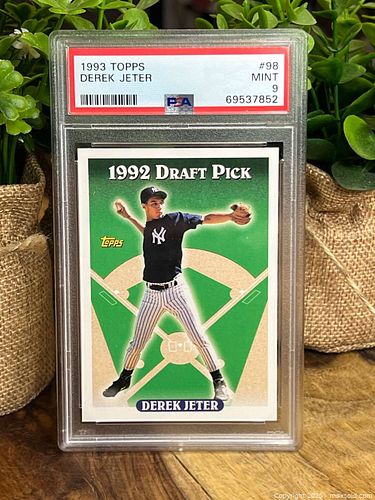 1993 TOPPS #98
DEREK JETER MINT
9
PSA 69537852
1992 DRAFT PICK
NY
Topps
DEREK JETER
Copyright 2025 - maxsold.com